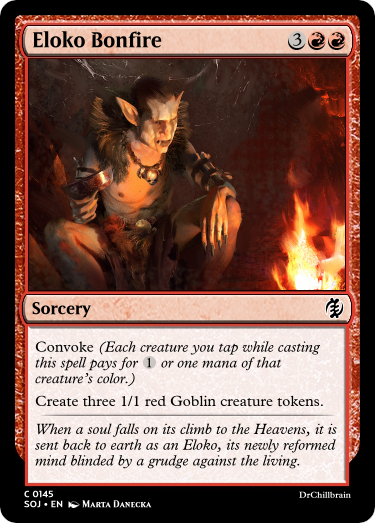 Eloko Bonfire 3
Sorcery
Convoke (Each creature you tap while casting
this spell pays for 1 or one mana of that
creature's color.)
Create three 1/1 red Goblin creature tokens.
When a soul falls on its climb to the Heavens, it is
sent back to earth as an Eloko, its newly reformed
mind blinded by a grudge against the living.
C 0145
SOJ • EN Marta Danecka
DrChillbrain